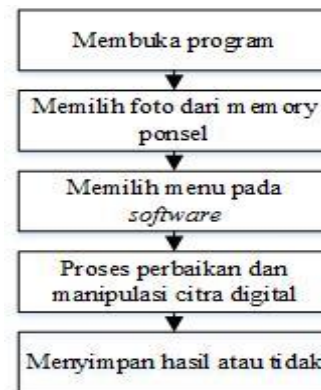 Membuka program
Memilih foto dari memory
ponsel
Memilih menu pada
software
Proses perbaikan dan
manipulasi citra digital
Menyimpan hasil atau tidak